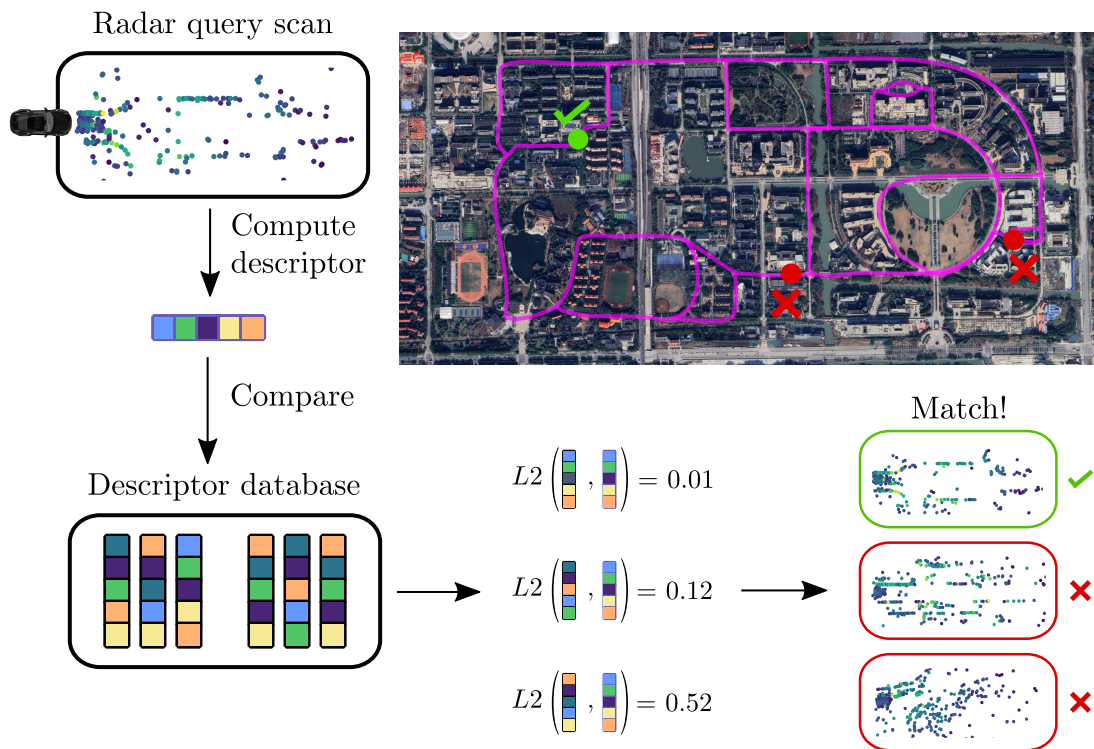 Radar query scan
Compute
descriptor
Compare
Descriptor database
L2 ( , ) = 0.01
L2 ( , ) = 0.12
L2 ( , ) = 0.52
Match!